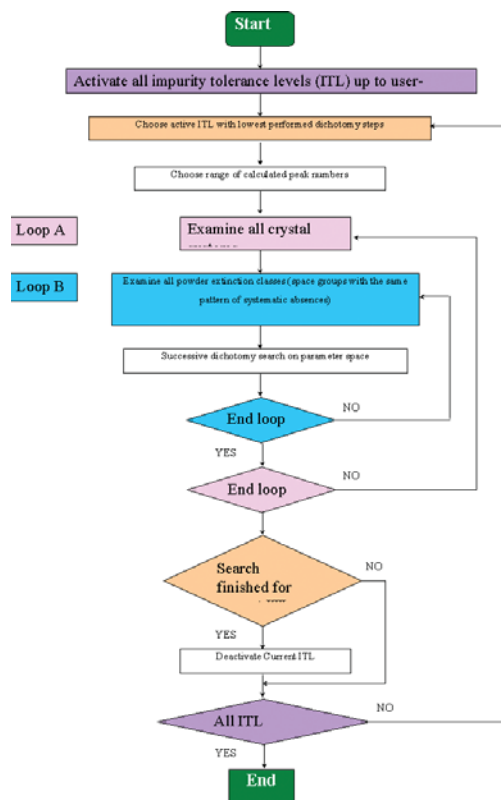 Start
Activate all impurity tolerance levels (ITL) up to user-
Choose active ITL with lowest performed dichotomy steps
Choose range of calculated peak numbers
Loop A
Examine all crystal
Loop B
Examine all powder extinction classes (space groups with the same
pattern of systematic absences)
Successive dichotomy search on parameter space
End loop
NO
YES
End loop
NO
Search
finished for
NO
YES
Deactivate Current ITL
All ITL
NO
YES
End